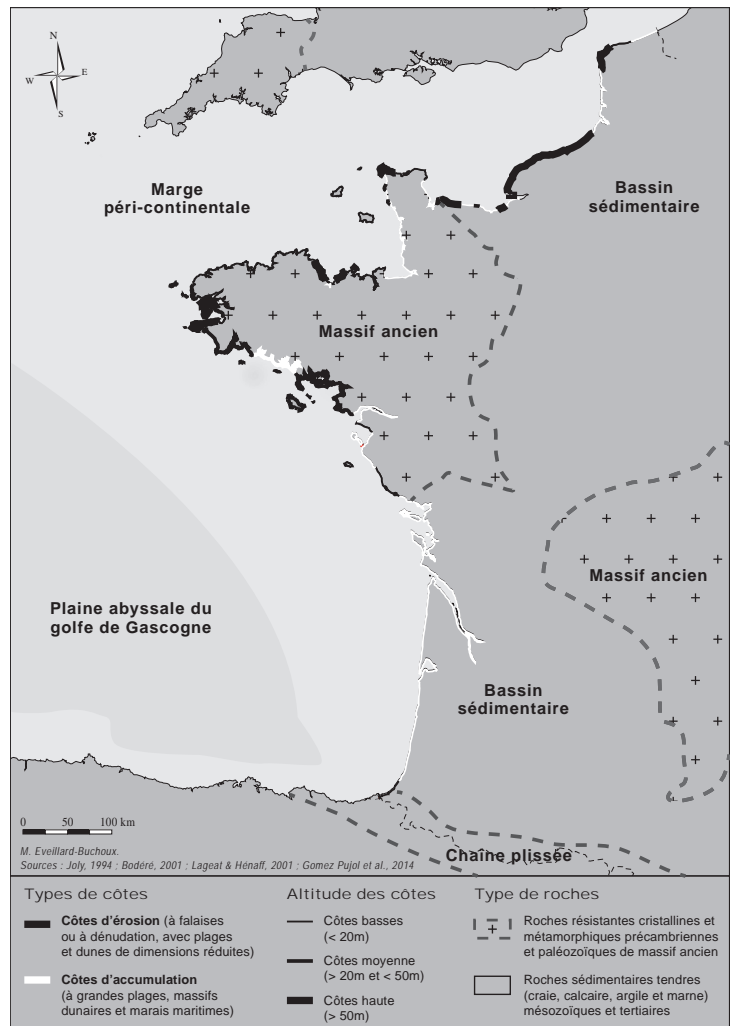 N
W
E
S
Marge
péri-continentale
Bassin
sédimentaire
Massif ancien
Massif ancien
Plaine abyssale du
golfe de Gascogne
Bassin
sédimentaire
Chaîne plissée
0 50 100 km
M. Eveillard-Buchoux.
Sources : Joly, 1994 ; Bodéré, 2001 ; Lageat & Hénaff, 2001 ; Gomez Pujol et al., 2014
Types de côtes
Côtes d'érosion (à falaises
ou à dénudation, avec plages
et dunes de dimensions réduites)
Côtes d'accumulation
(à grandes plages, massifs
dunaires et marais maritimes)
Altitude des côtes
Côtes basses
(< 20m)
Côtes moyenne
(> 20m et < 50m)
Côtes haute
(> 50m)
Type de roches
Roches résistantes cristallines et
métamorphiques précambriennes
et paléozoïques de massif ancien
Roches sédimentaires tendres
(craie, calcaire, argile et marne)
mésozoïques et tertiaires